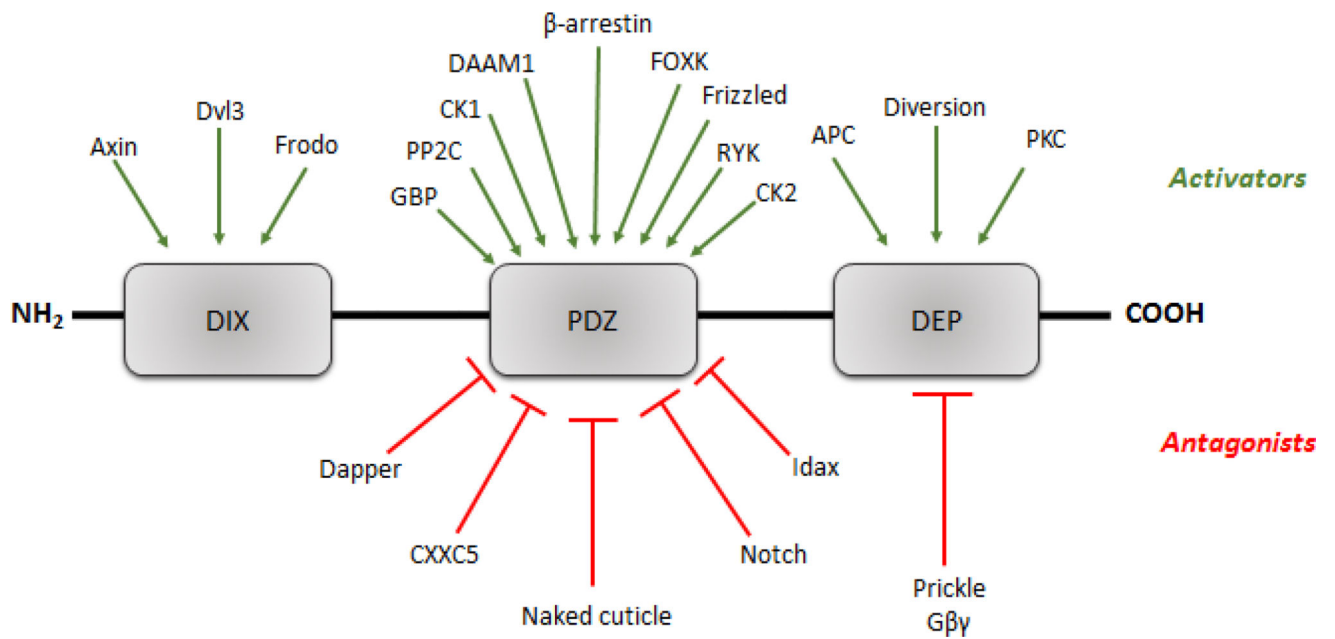 β-arrestin
DAAM1
FOXK
CK1
Frizzled
Dvl3
Diversion
Axin
Frodo
PP2C
RYK
APC
PKC
GBP
CK2
Activators
NH2
DIX
PDZ
DEP
COOH
Dapper
Idax
Antagonists
CXXC5
Notch
Naked cuticle
Prickle
Gβγ